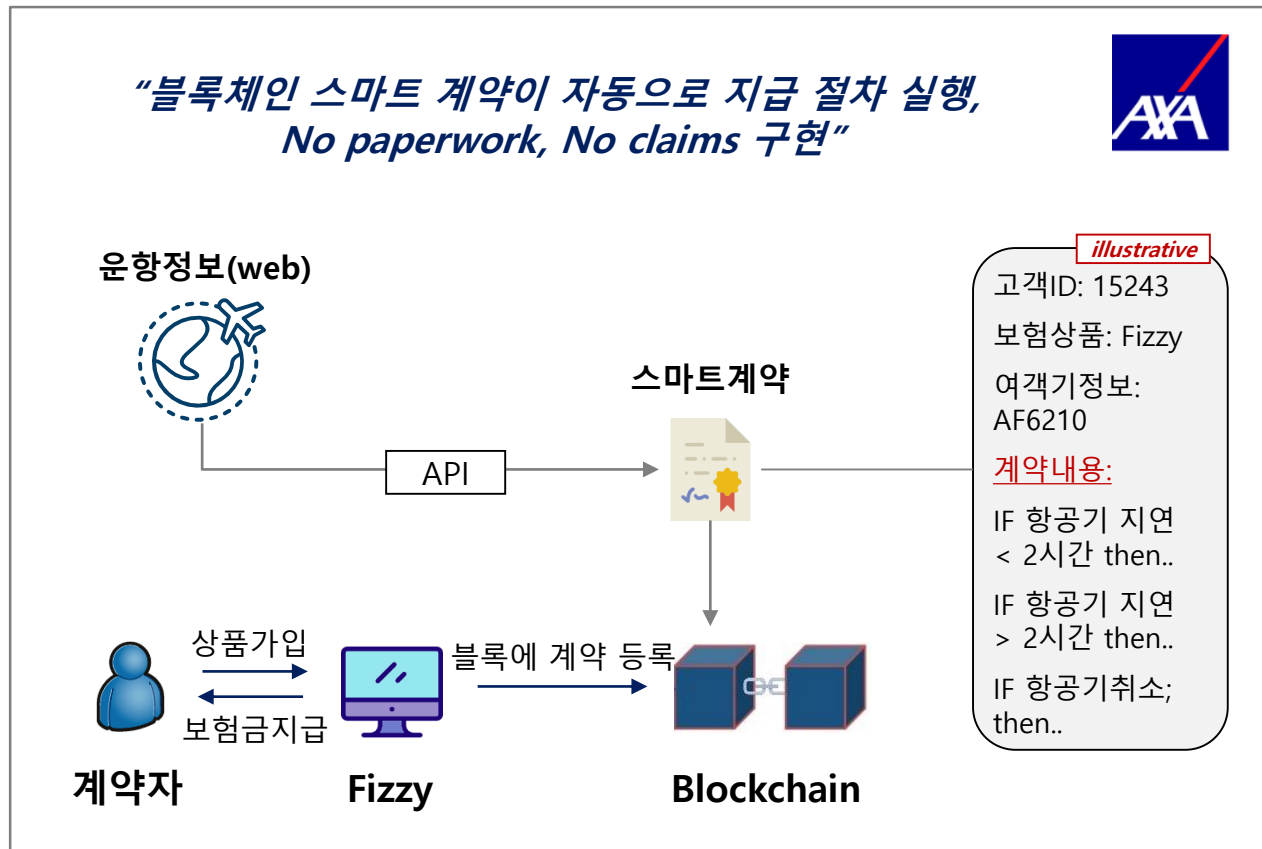 “블록체인 스마트 계약이 자동으로 지급 절차 실행,
No paperwork, No claims 구현”
AXA
운항정보(web)
스마트계약
API
illustrative
고객ID: 15243
보험상품: Fizzy
여객기정보:
AF6210
계약내용:
IF 항공기 지연
< 2시간 then..
IF 항공기 지연
> 2시간 then..
IF 항공기취소;
then..
상품가입
보험금지급
블록에 계약 등록
계약자
Fizzy
Blockchain